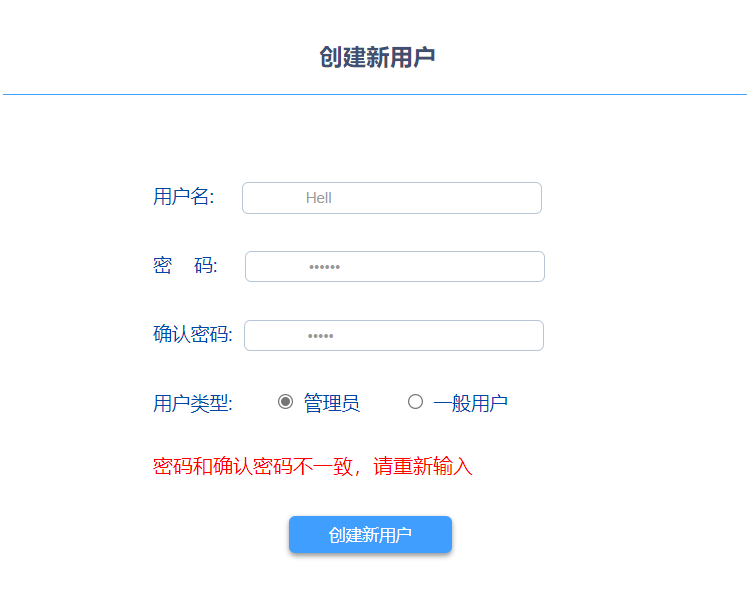 创建新用户
用户名: Hell
密 码: ••••••
确认密码: •••••
用户类型: 管理员 一般用户
密码和确认密码不一致，请重新输入
创建新用户